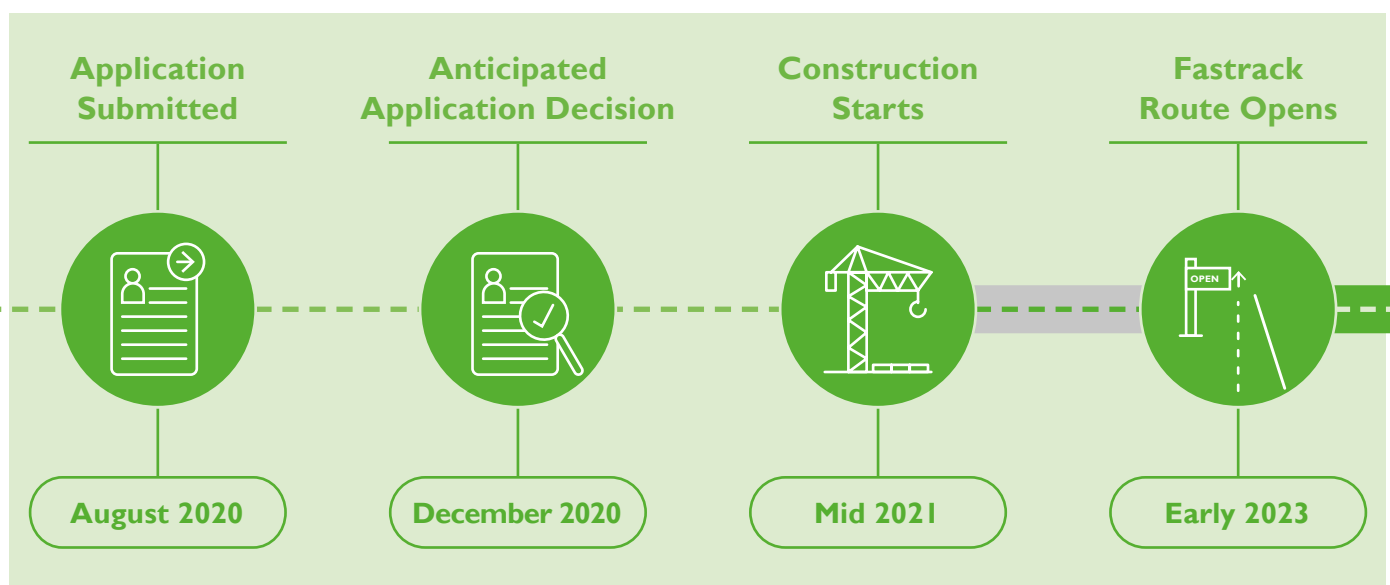 Application
Submitted
Anticipated
Application Decision
Construction
Starts
Fastrack
Route Opens
OPEN
August 2020
December 2020
Mid 2021
Early 2023